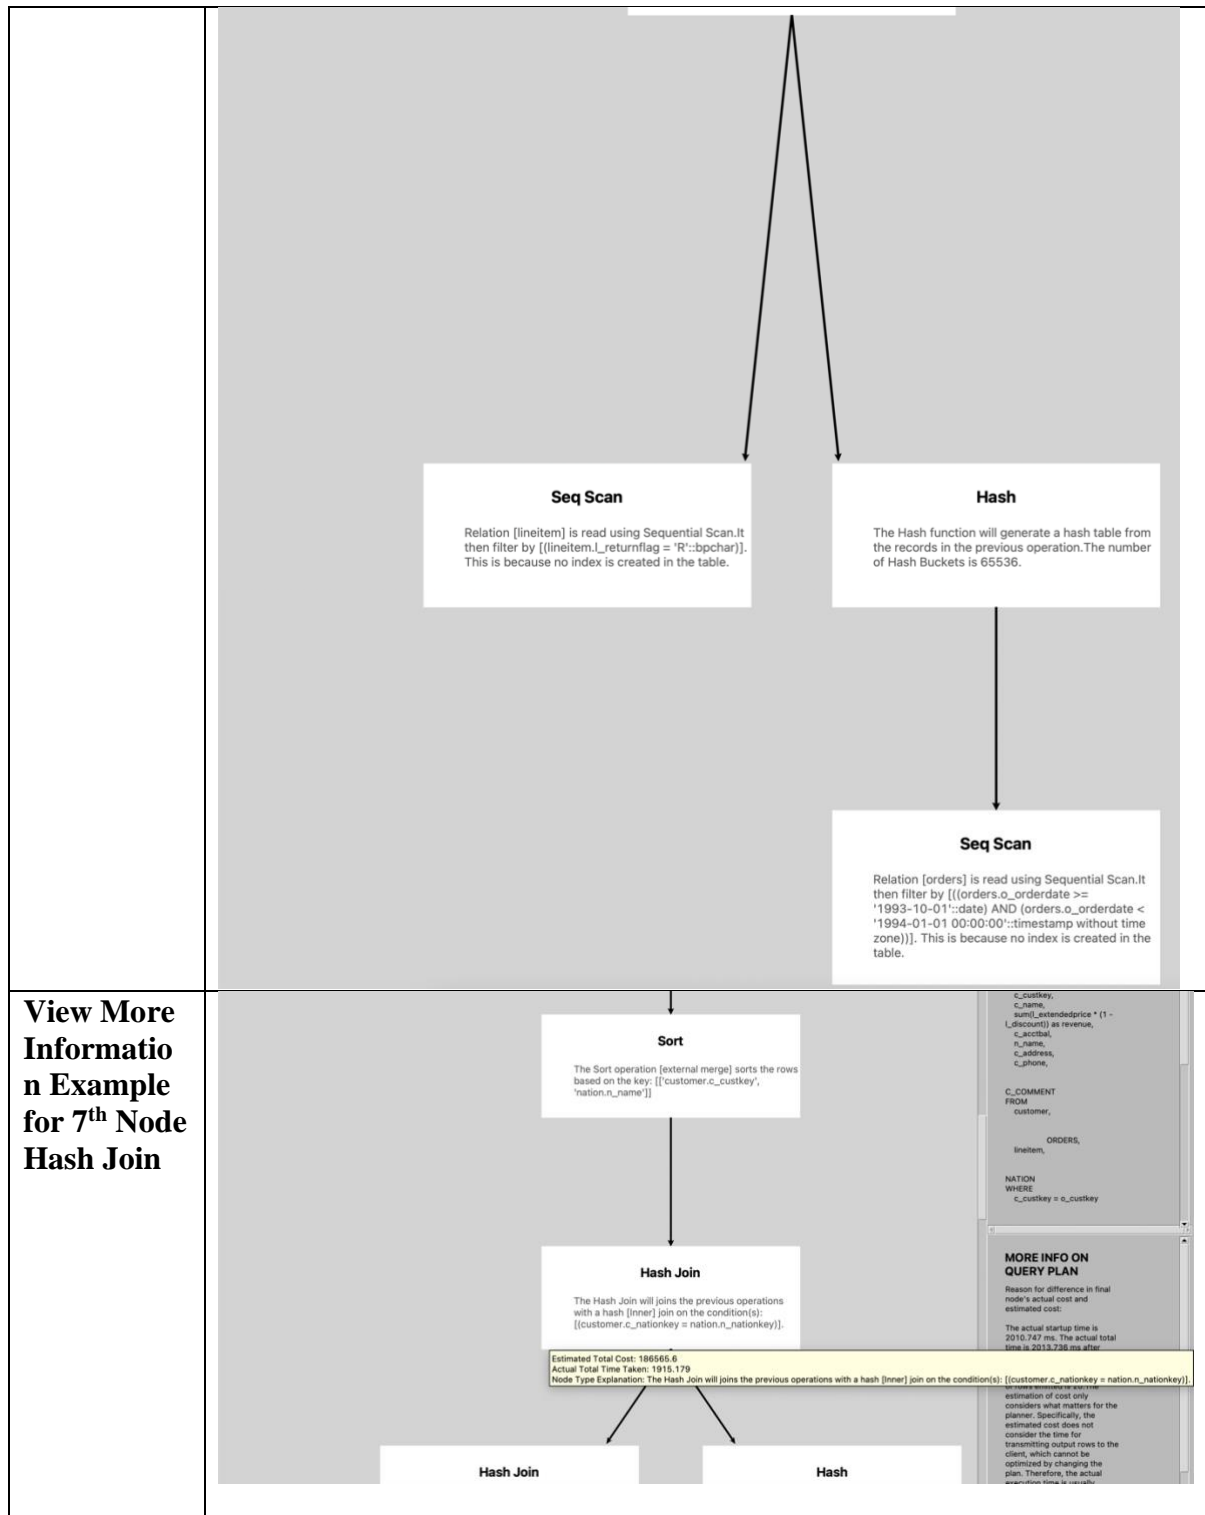 Seq Scan
Relation [lineitem] is read using Sequential Scan.It
then filter by [(lineitem.l_returnflag = 'R'::bpchar)].
This is because no index is created in the table.
Hash
The Hash function will generate a hash table from
the records in the previous operation.The number
of Hash Buckets is 65536.
Seq Scan
Relation [orders] is read using Sequential Scan.It
then filter by [((orders.o_orderdate >=
'1993-10-01'::date) AND (orders.o_orderdate <
'1994-01-01 00:00:00'::timestamp without time
zone))]. This is because no index is created in the
table.
View More
Informatio
n Example
for 7th Node
Hash Join
Sort
The Sort operation [external merge] sorts the rows
based on the key: [['customer.c_custkey',
'nation.n_name']]
Hash Join
The Hash Join will joins the previous operations
with a hash [Inner] join on the condition(s):
[(customer.c_nationkey = nation.n_nationkey)].
Estimated Total Cost: 186565.6
Actual Total Time Taken: 1915.179
Node Type Explanation: The Hash Join will joins the previous operations with a hash [Inner] join on the condition(s): [(customer.c_nationkey = nation.n_nationkey)].
Hash Join
Hash
c_custkey,
c_name,
sum(l_extendedprice * (1 -
l_discount)) as revenue,
c_acctbal,
n_name,
c_address,
c_phone,
C_COMMENT
FROM
customer,
ORDERS,
lineitem,
NATION
WHERE
c_custkey = o_custkey
MORE INFO ON
QUERY PLAN
Reason for difference in final
node's actual cost and
estimated cost:
The actual startup time is
2010.747 ms. The actual total
time is 2013.736 ms after
of rows emitted is 20.The
estimation of cost only
considers what matters for the
planner. Specifically, the
estimated cost does not
consider the time for
transmitting output rows to the
client, which cannot be
optimized by changing the
plan. Therefore, the actual
execution time is usually